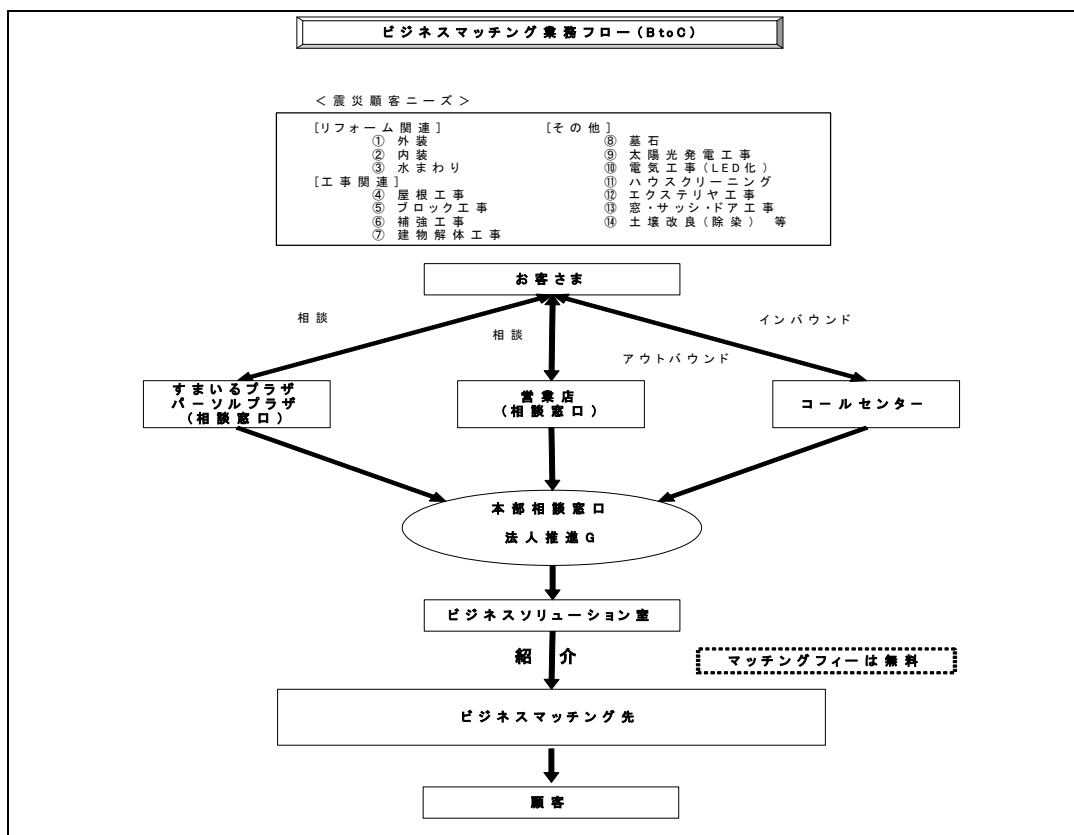 ビジネスマッチング業務フロー(BtoC)
<震災顧客ニーズ>
[リフォーム関連]
① 外装
② 内装
③ 水まわり
[工事関連]
④ 屋根工事
⑤ ブロック工事
⑥ 補強工事
⑦ 建物解体工事
[その他]
⑧ 墓石
⑨ 太陽光発電工事
⑩ 電気工事(LED化)
⑪ ハウスクリーニング
⑫ エクステリヤ工事
⑬ 窓・サッシ・ドア工事
⑭ 土壌改良(除染) 等
お客さま
相談
相談
インバウンド
アウトバウンド
すまいるプラザ
パーソルプラザ
(相談窓口)
営業店
(相談窓口)
コールセンター
本部相談窓口
法人推進G
ビジネスソリューション室
紹 介
マッチングフィーは無料
ビジネスマッチング先
顧客